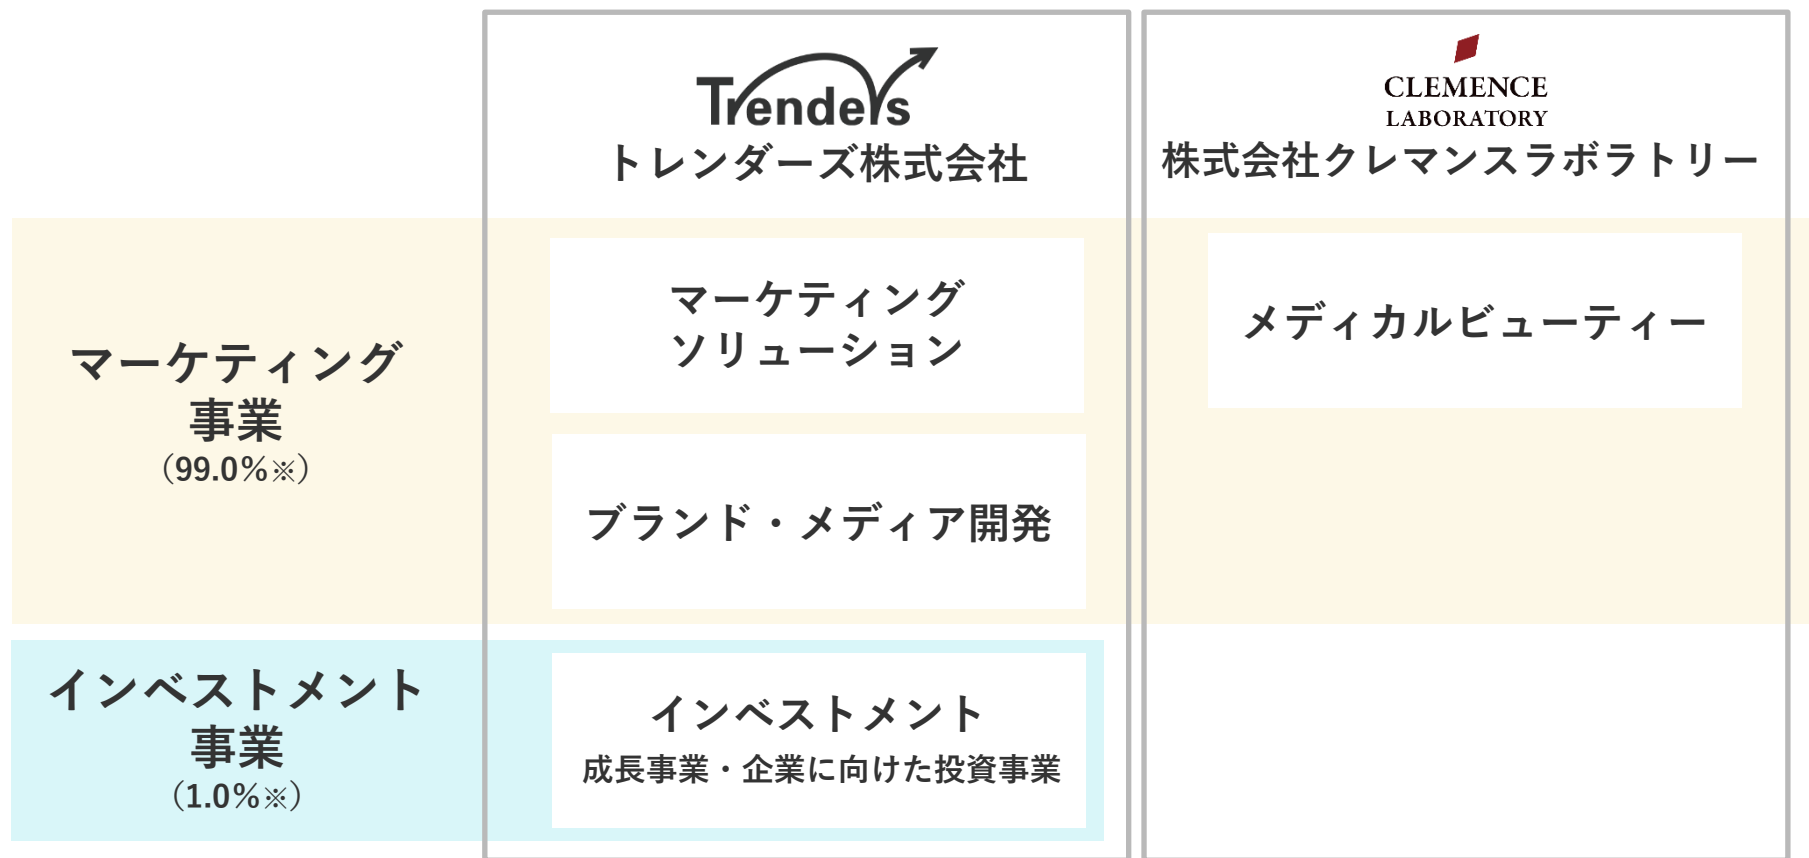 Trenders
トレンダーズ株式会社
CLEMENCE
LABORATORY
株式会社クレマンスラボラトリー
マーケティング
事業
（99.0%※）
マーケティング
ソリューション
ブランド・メディア開発
メディカルビューティー
インベストメント
事業
（1.0%※）
インベストメント
成長事業・企業に向けた投資事業